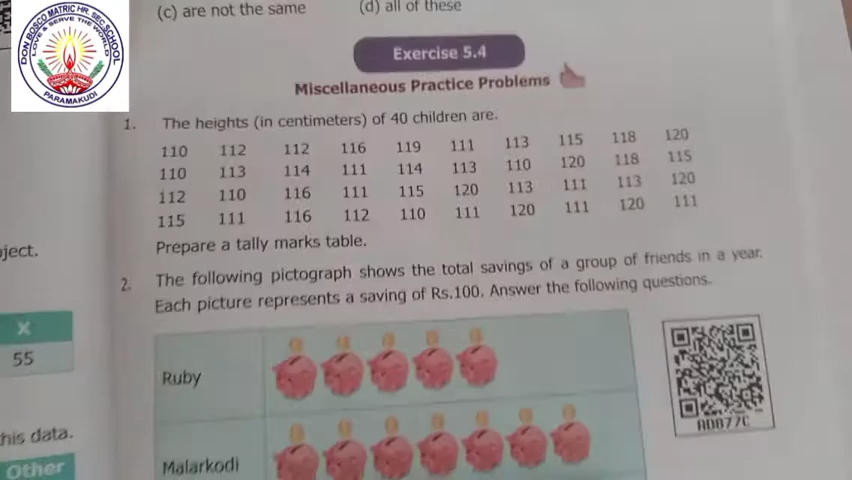 (c) are not the same (d) all of these
DON BOSCO MATRIC HR. SEC. SCHOOL
LOVE & SERVE THE WORLD
PARAMAKUDI
Exercise 5.4
Miscellaneous Practice Problems
1. The heights (in centimeters) of 40 children are.
110 112 112 116 119 111 113 115 118 120
110 113 114 111 114 113 110 120 118 115
112 110 116 111 115 120 113 111 113 120
115 111 116 112 110 111 120 111 120 111
Prepare a tally marks table.
2. The following pictograph shows the total savings of a group of friends in a year.
Each picture represents a saving of Rs.100. Answer the following questions.
Ruby
Malarkodi
ADB77C
ject.
X
55
his data.
Other